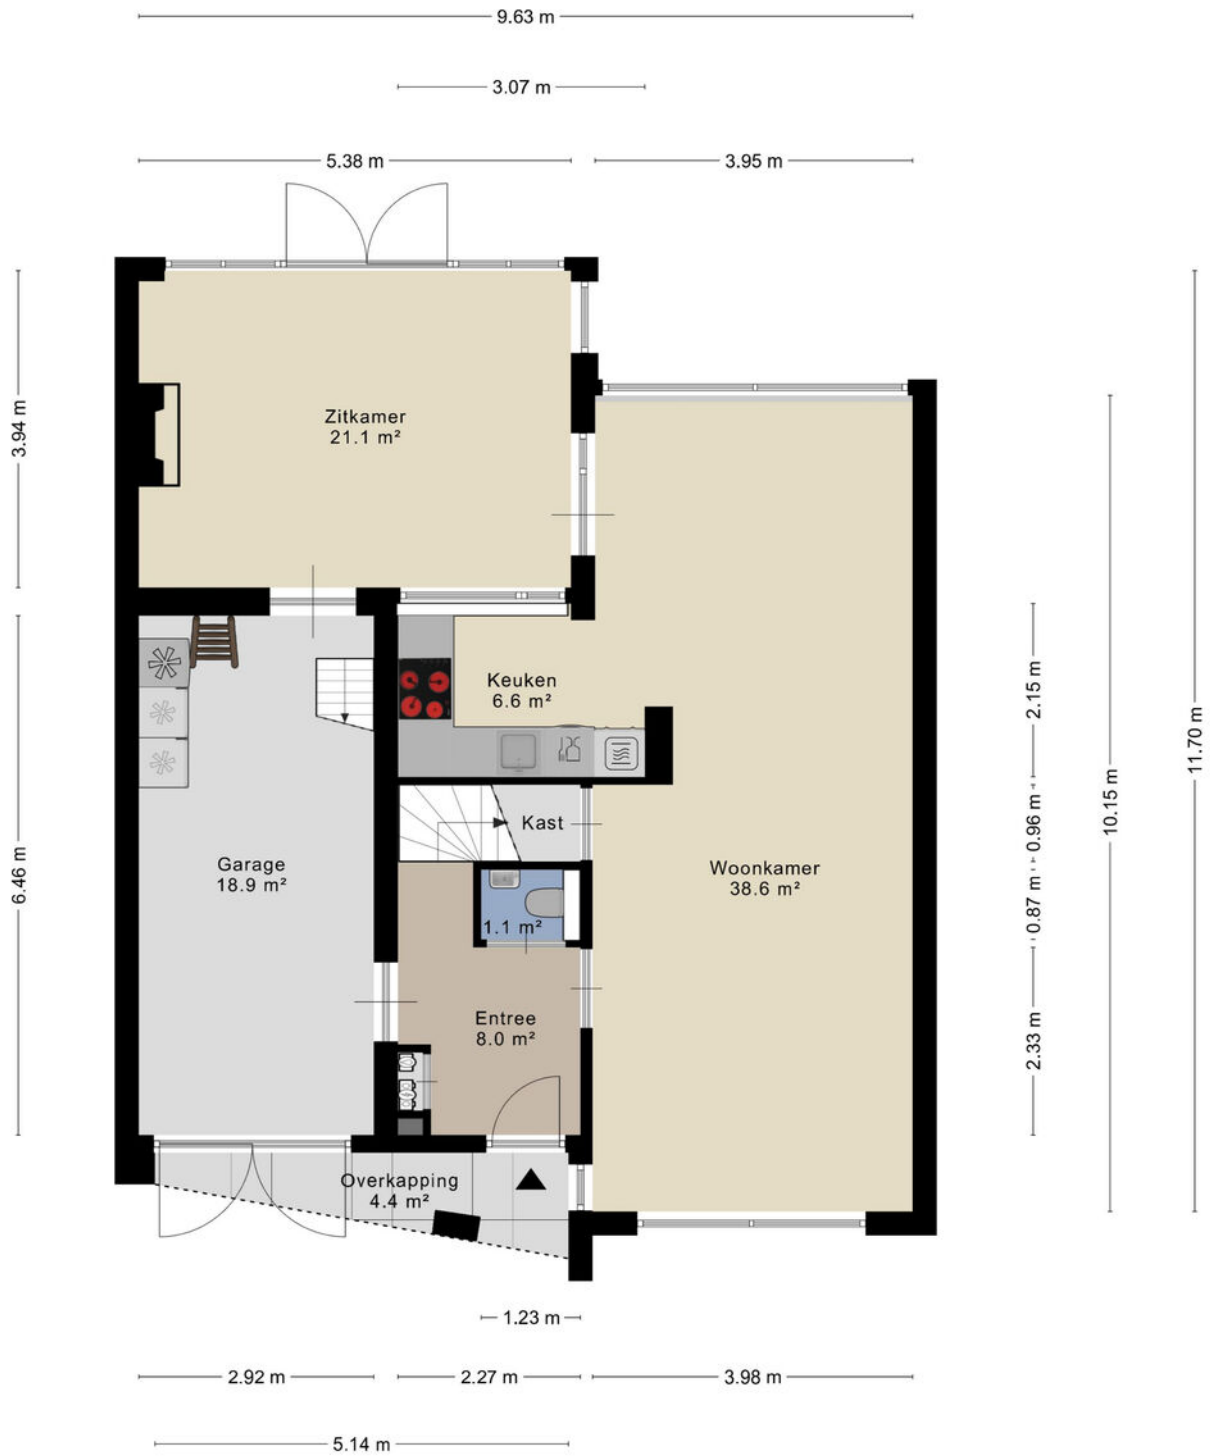 9.63 m
3.07 m
5.38 m
3.95 m
3.94 m
Zitkamer
21.1 m²
Keuken
6.6 m²
2.15 m
11.70 m
10.15 m
0.96 m
Kast
Garage
18.9 m²
6.46 m
Woonkamer
38.6 m²
0.87 m
1.1 m²
Entree
8.0 m²
2.33 m
Overkapping
4.4 m²
1.23 m
2.92 m
2.27 m
3.98 m
5.14 m